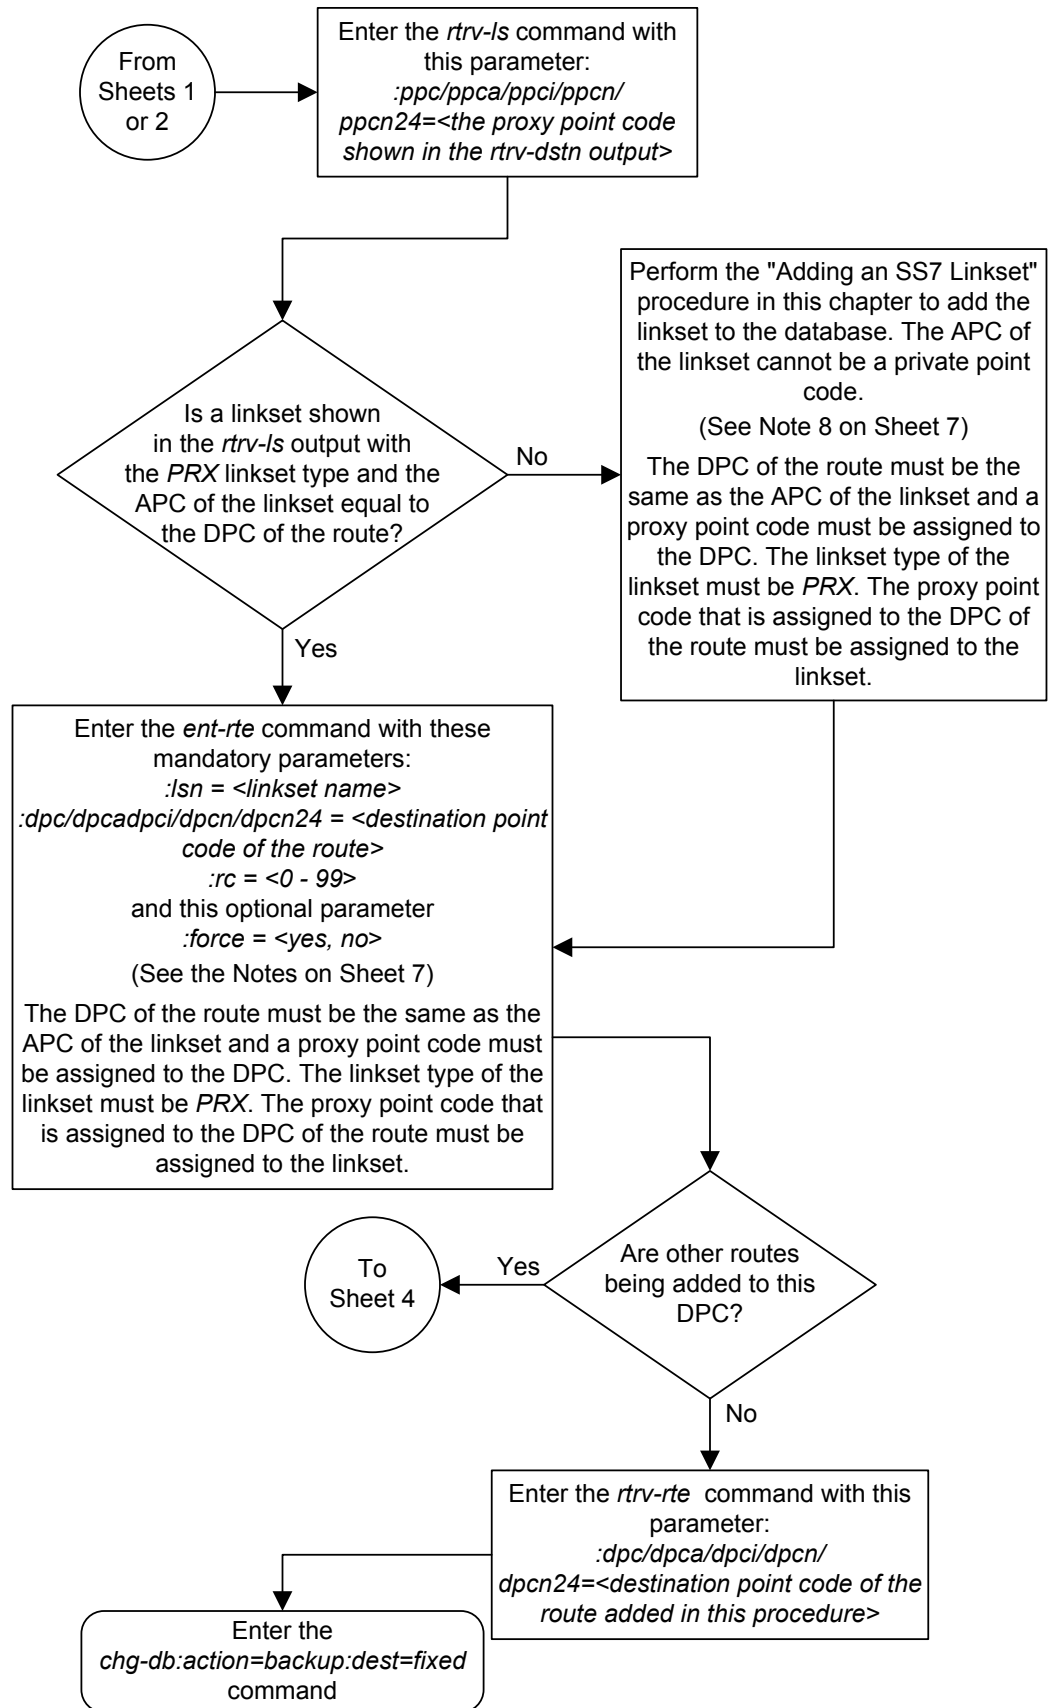 From
Sheets 1
or 2
Enter the rtrv-ls command with
this parameter:
:ppc/ppca/ppci/ppcn/
ppcn24=<the proxy point code
shown in the rtrv-dstn output>
Is a linkset shown
in the rtrv-ls output with
the PRX linkset type and the
APC of the linkset equal to
the DPC of the route?
No
Perform the "Adding an SS7 Linkset"
procedure in this chapter to add the
linkset to the database. The APC of
the linkset cannot be a private point
code.
(See Note 8 on Sheet 7)
The DPC of the route must be the
same as the APC of the linkset and a
proxy point code must be assigned to
the DPC. The linkset type of the
linkset must be PRX. The proxy point
code that is assigned to the DPC of
the route must be assigned to the
linkset.
Yes
Enter the ent-rte command with these
mandatory parameters:
:lsn = <linkset name>
:dpc/dpcadpci/dpcn/dpcn24 = <destination point
code of the route>
:rc = <0 - 99>
and this optional parameter
:force = <yes, no>
(See the Notes on Sheet 7)
The DPC of the route must be the same as the
APC of the linkset and a proxy point code must
be assigned to the DPC. The linkset type of the
linkset must be PRX. The proxy point code that
is assigned to the DPC of the route must be
assigned to the linkset.
Are other routes
being added to this
DPC?
Yes
To
Sheet 4
No
Enter the rtrv-rte command with this
parameter:
:dpc/dpca/dpci/dpcn/
dpcn24=<destination point code of the
route added in this procedure>
Enter the
chg-db:action=backup:dest=fixed
command